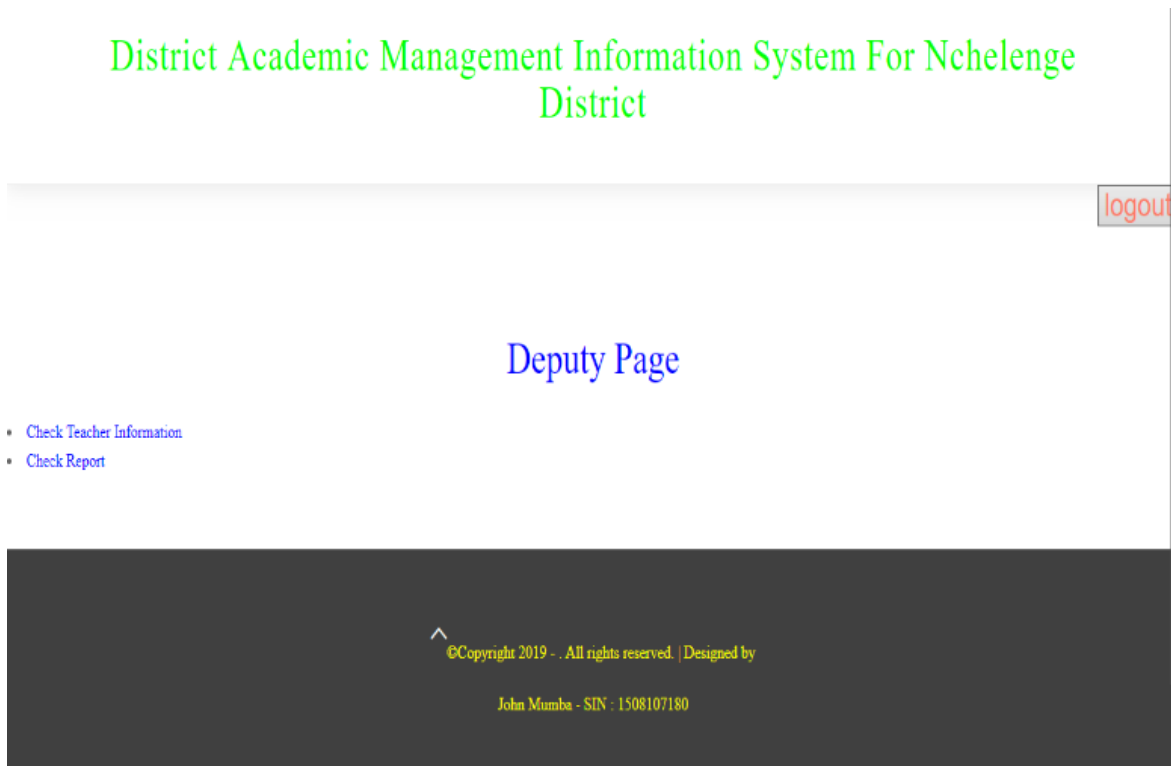 District Academic Management Information System For Nchelenge
District
logout
Deputy Page
Check Teacher Information
Check Report
©Copyright 2019 - . All rights reserved. | Designed by
John Mumba - SIN : 1508107180